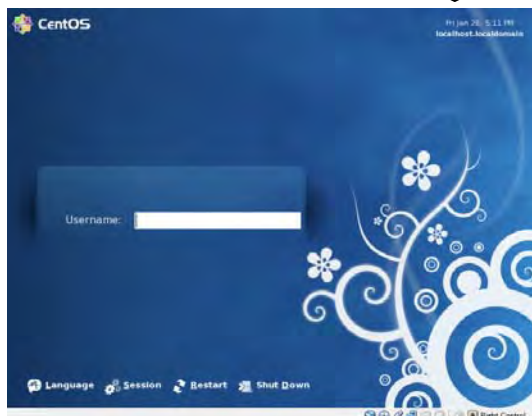 CentOS
Fri Jan 28, 5:11 PM
localhost.localdomain
Username:
Language Session Restart Shut Down
Right Control